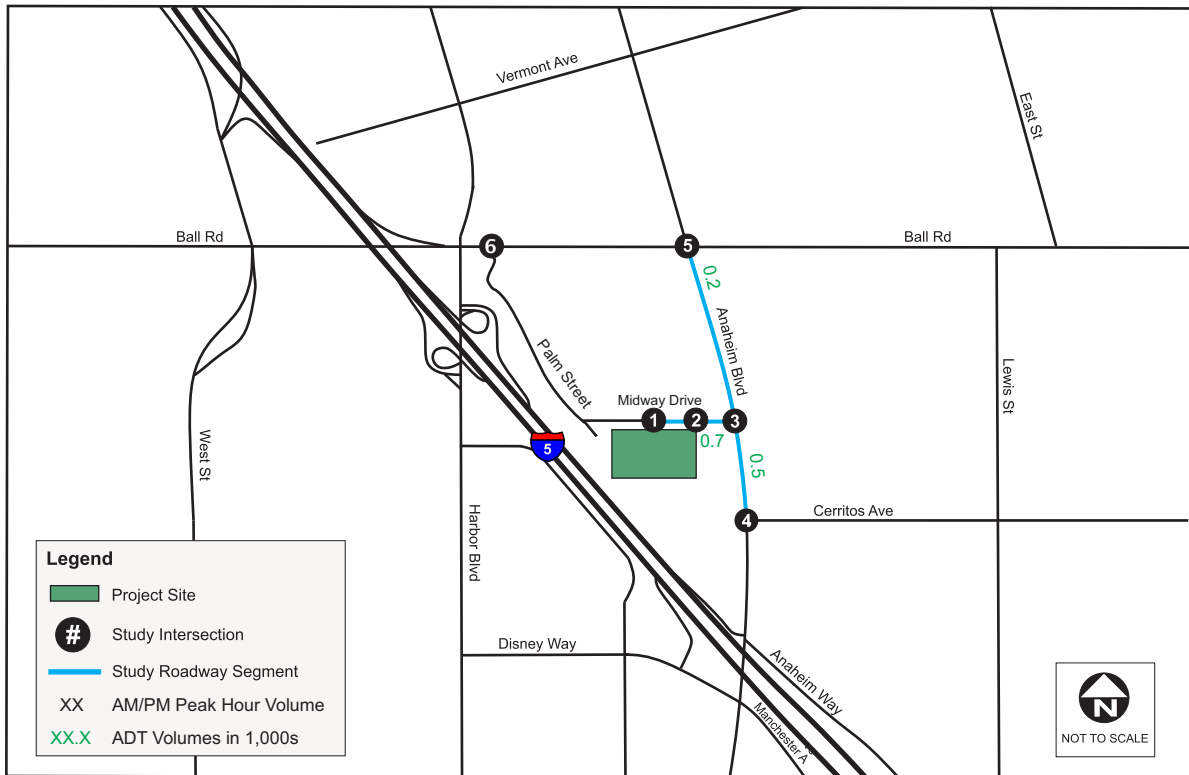 Vermont Ave
East St
Ball Rd
6
5
Ball Rd
0.2
Anaheim Blvd
Palm Street
Midway Drive
1
2
3
0.7
0.5
Lewis St
West St
5
Harbor Blvd
4
Cerritos Ave
Disney Way
Anaheim Way
Manchester A
Legend
Project Site
# Study Intersection
Study Roadway Segment
XX AM/PM Peak Hour Volume
XX.X ADT Volumes in 1,000s
N
NOT TO SCALE